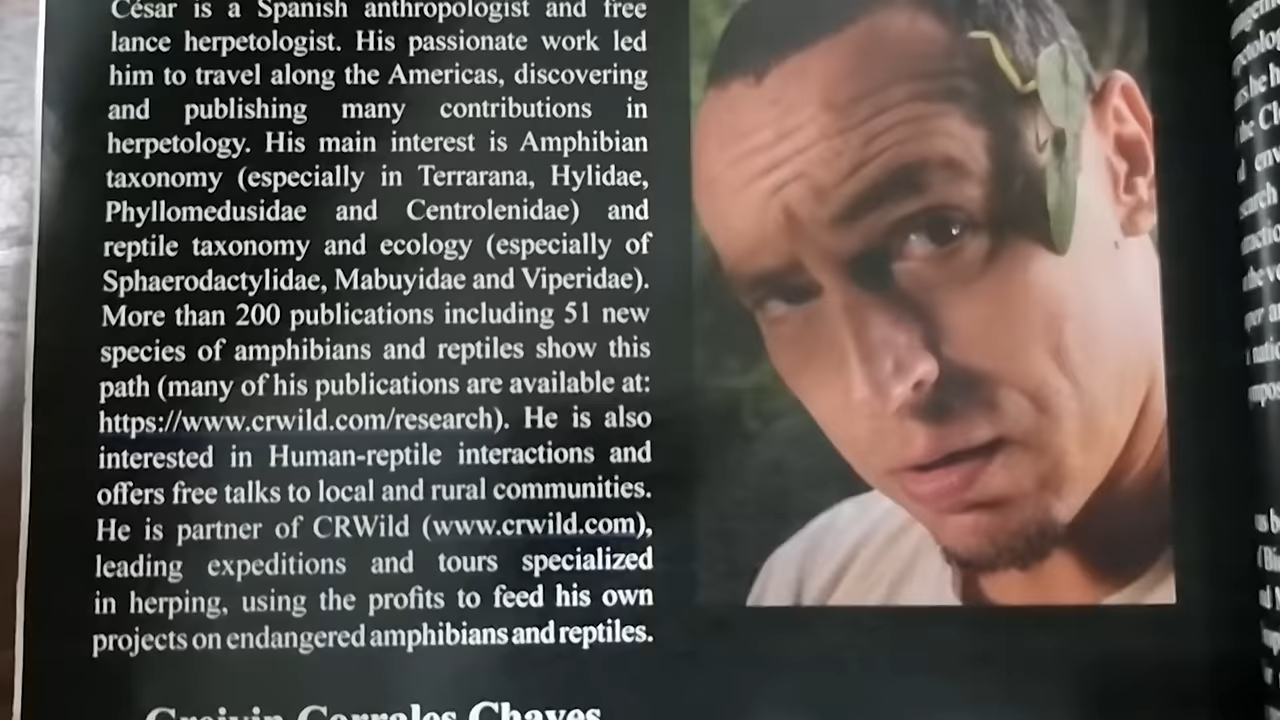 César is a Spanish anthropologist and free
lance herpetologist. His passionate work led
him to travel along the Americas, discovering
and publishing many contributions in
herpetology. His main interest is Amphibian
taxonomy (especially in Terrarana, Hylidae,
Phyllomedusidae and Centrolenidae) and
reptile taxonomy and ecology (especially of
Sphaerodactylidae, Mabuyidae and Viperidae).
More than 200 publications including 51 new
species of amphibians and reptiles show this
path (many of his publications are available at:
https://www.crwild.com/research). He is also
interested in Human-reptile interactions and
offers free talks to local and rural communities.
He is partner of CRWild (www.crwild.com),
leading expeditions and tours specialized
in herping, using the profits to feed his own
projects on endangered amphibians and reptiles.
Corrales Chaves